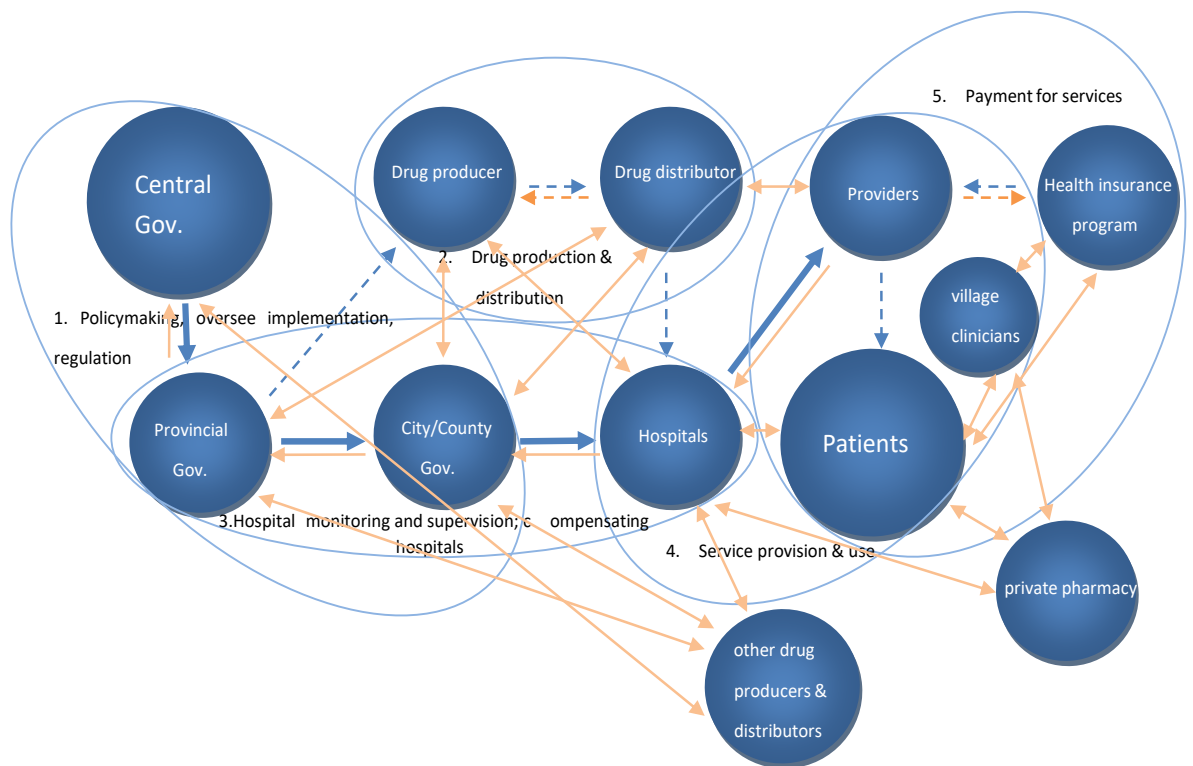 5. Payment for services
Central
Gov.
Drug producer
Drug distributor
Providers
Health insurance
program
2. Drug production &
distribution
village
clinicians
1. Policymaking, oversee implementation,
regulation
Provincial
Gov.
City/County
Gov.
Hospitals
Patients
3.Hospital monitoring and supervision; c ompensating
hospitals
4. Service provision & use
private pharmacy
other drug
producers &
distributors